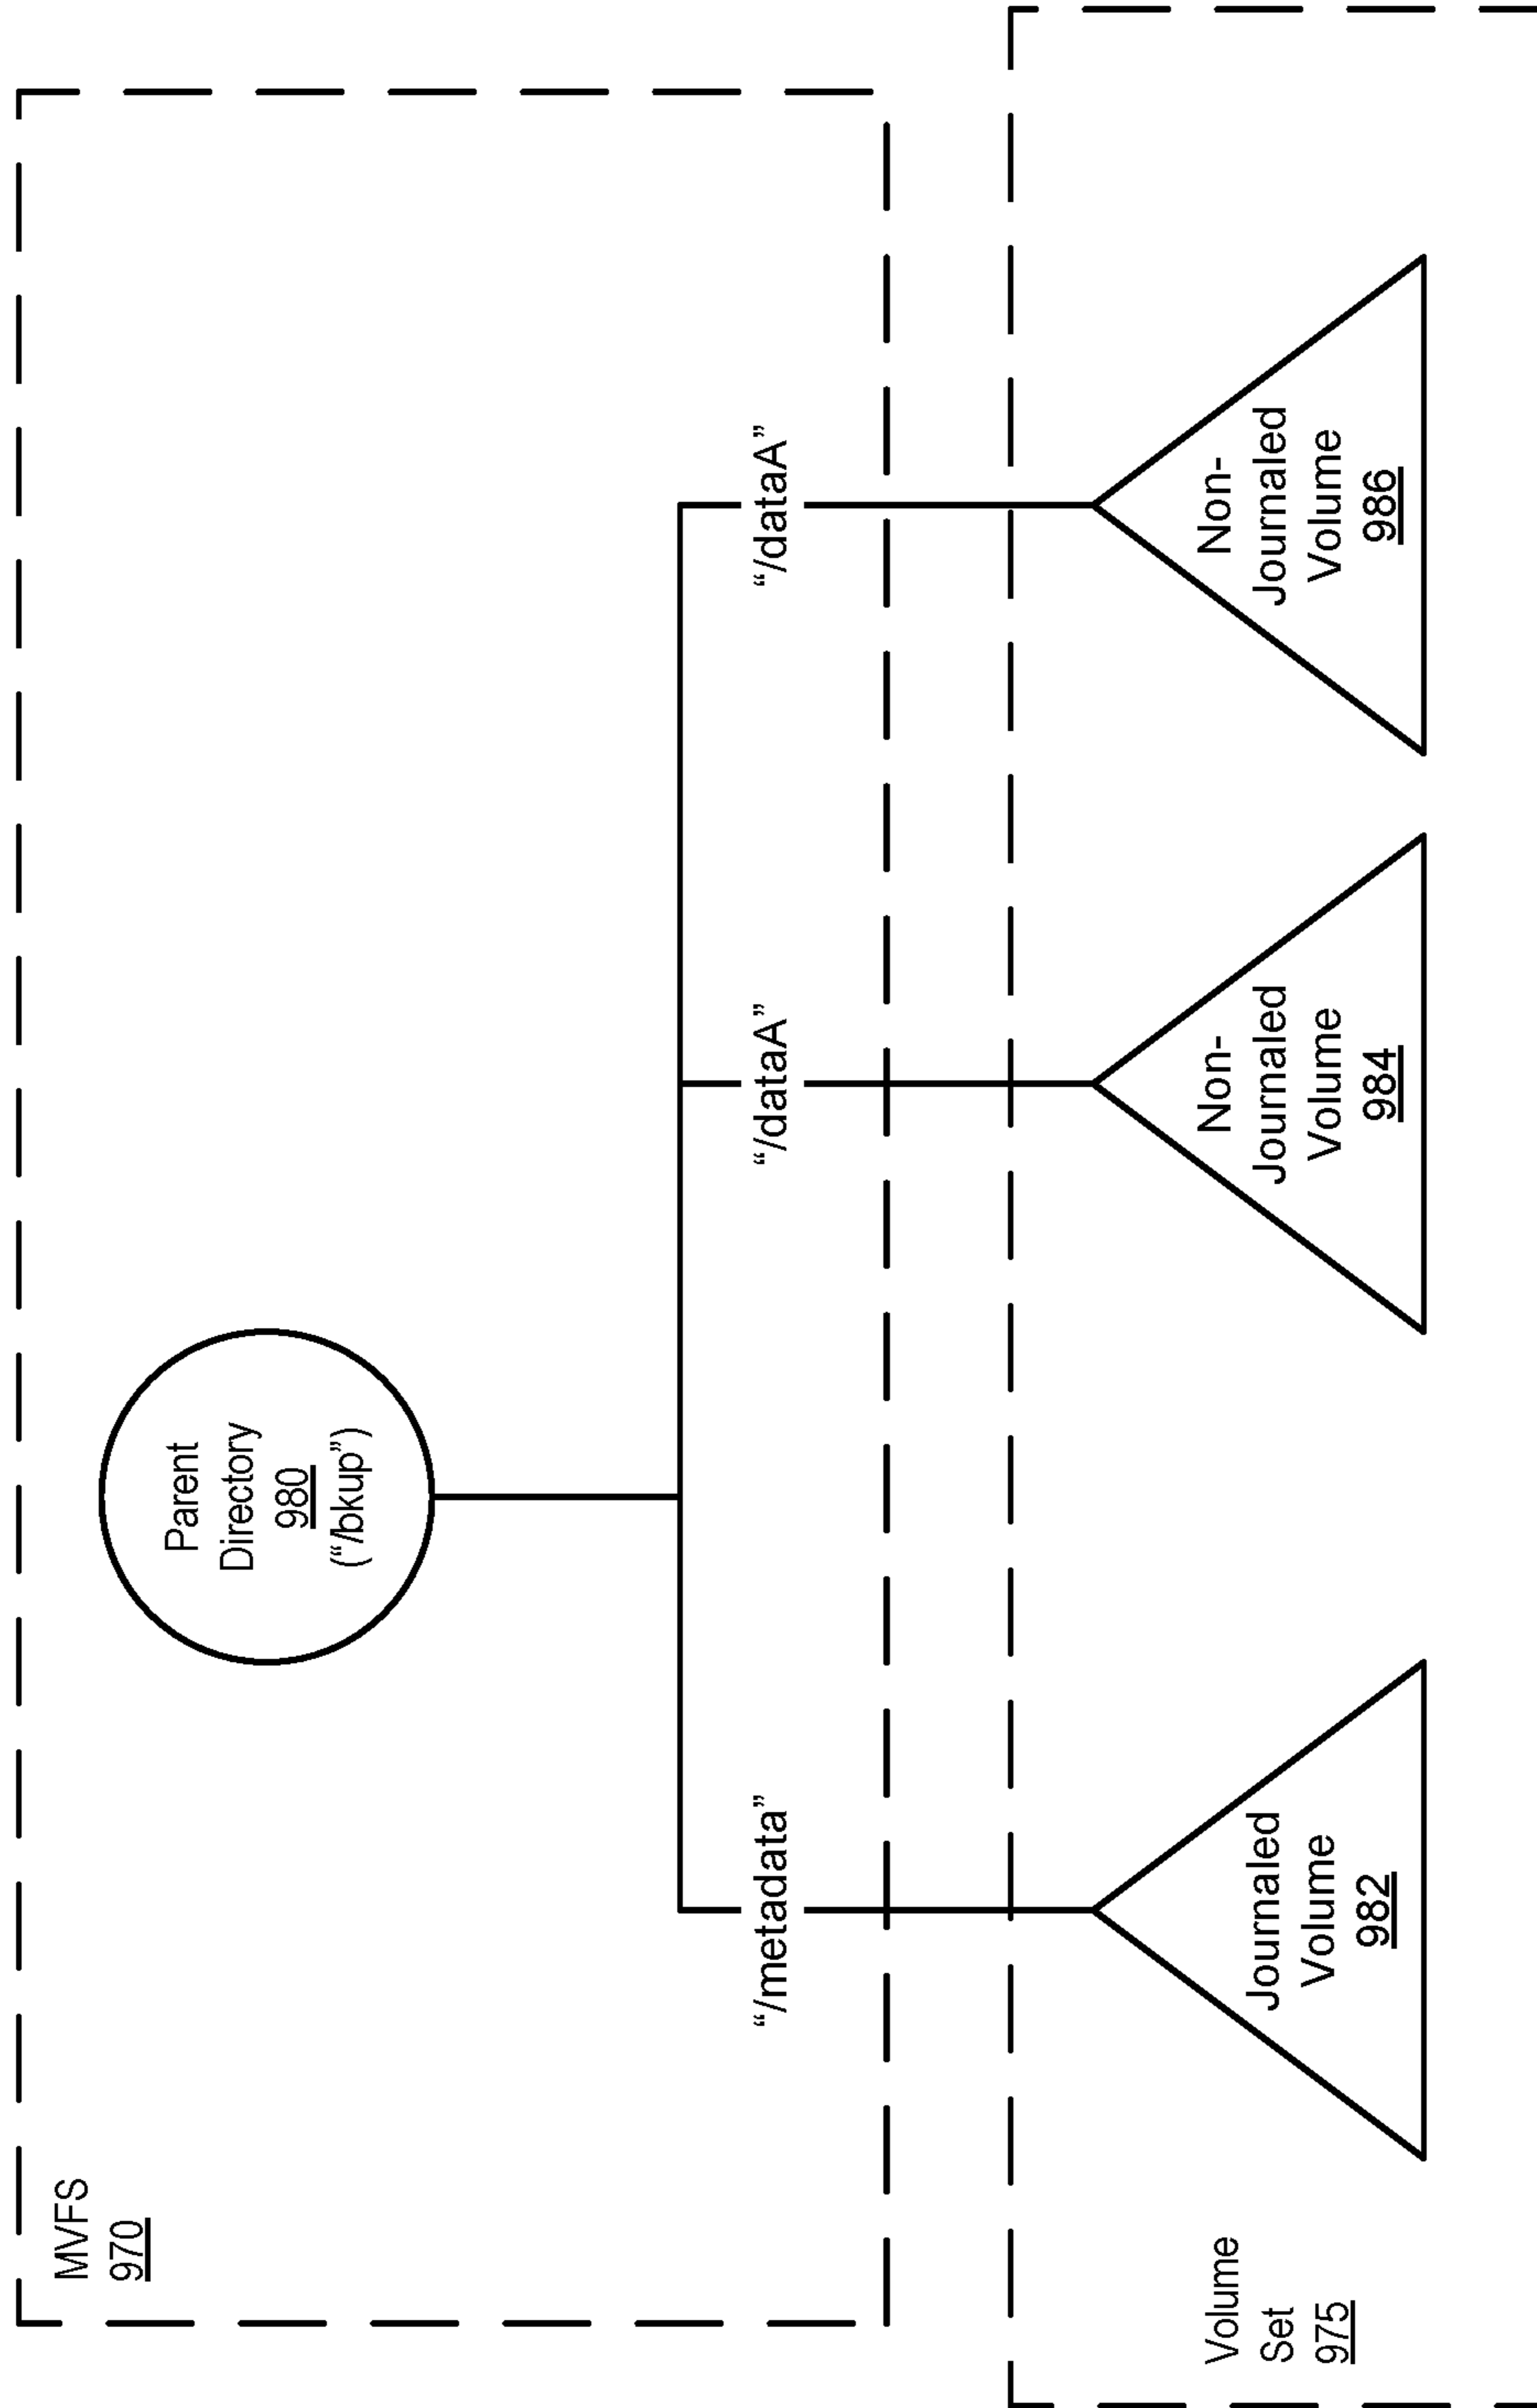 MVFS
970
Parent
Directory
980
(“/bkup”)
“/metadata”
“/dataA”
“/dataA”
Volume
Set
975
Journaled
Volume
982
Non-
Journaled
Volume
984
Non-
Journaled
Volume
986